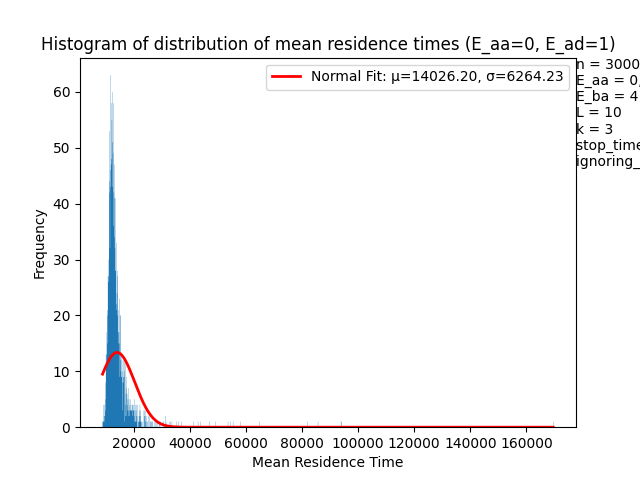 Histogram of distribution of mean residence times (E_aa=0, E_ad=1)
Normal Fit: μ=14026.20, σ=6264.23
n = 3000
E_aa = 0,
E_ba = 4
L = 10
k = 3
stop_time
ignoring_
Frequency
60
50
40
30
20
10
0
20000 40000 60000 80000 100000 120000 140000 160000
Mean Residence Time